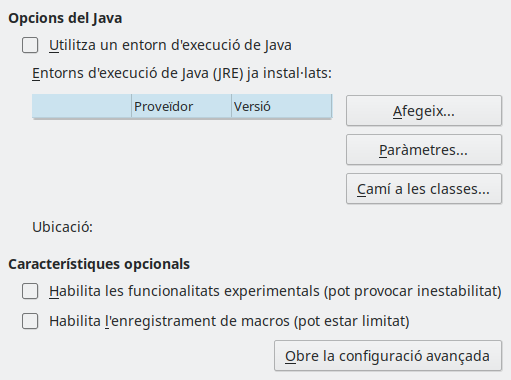 Opcions del Java
Utilitza un entorn d'execució de Java
Entorns d'execució de Java (JRE) ja instal·lats:
Proveïdor Versió
Afegeix...
Paràmetres...
Camí a les classes...
Ubicació:
Característiques opcionals
Habilita les funcionalitats experimentals (pot provocar inestabilitat)
Habilita l'enregistrament de macros (pot estar limitat)
Obre la configuració avançada